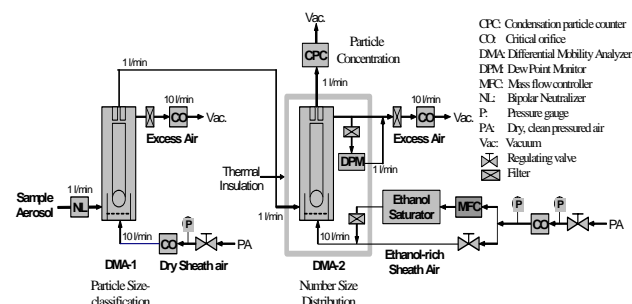 Vac.
CPC
Particle
Concentration
1 l/min
1 l/min
10 l/min
CO
Vac.
Excess Air
10 l/min
CO
Vac.
Excess Air
DPM
1 l/min
Thermal
Insulation
Sample
Aerosol
1 l/min
NL
1 l/min
Ethanol
Saturator
MFC
P
P
CO
PA
10 l/min
P
CO
PA
Dry Sheath air
10 l/min
Ethanol-rich
Sheath Air
DMA-1
Particle Size-
classification
DMA-2
Number Size
Distribution
CPC: Condensation particle counter
CO: Critical orifice
DMA: Differential Mobility Analyzer
DPM: Dew Point Monitor
MFC: Mass flow controller
NL: Bipolar Neutralizer
P: Pressure gauge
PA: Dry, clean pressured air
Vac: Vacuum
Regulating valve
Filter